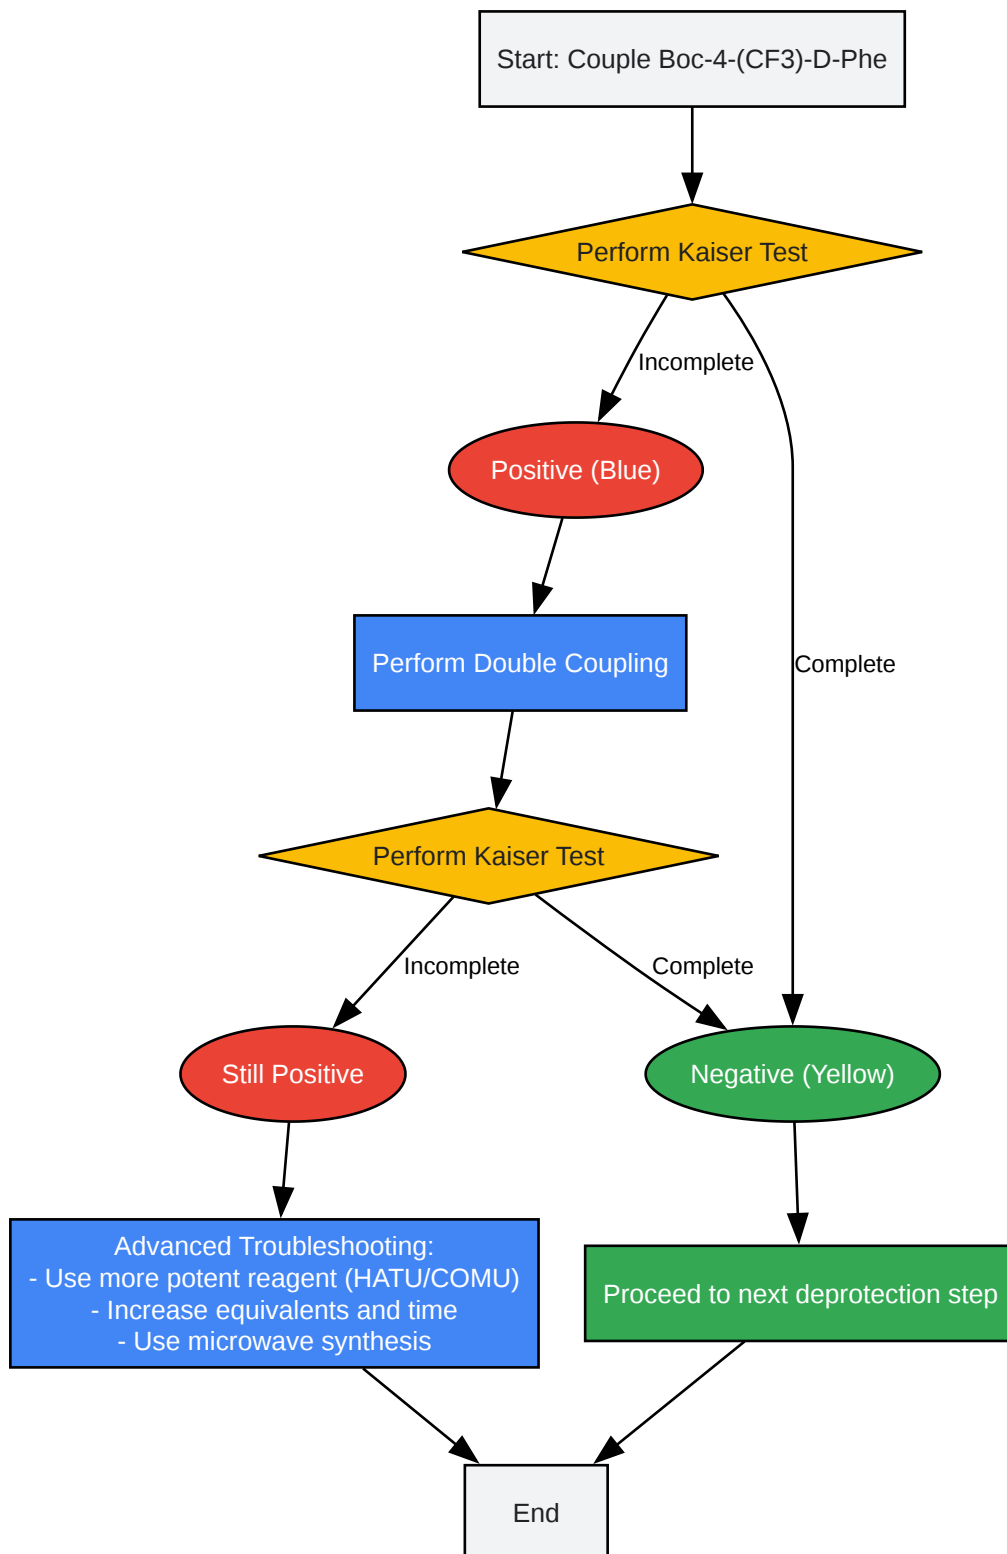 Start: Couple Boc-4-(CF3)-D-Phe
Perform Kaiser Test
Incomplete
Positive (Blue)
Perform Double Coupling
Complete
Perform Kaiser Test
Incomplete
Complete
Still Positive
Negative (Yellow)
Advanced Troubleshooting:
- Use more potent reagent (HATU/COMU)
- Increase equivalents and time
- Use microwave synthesis
Proceed to next deprotection step
End